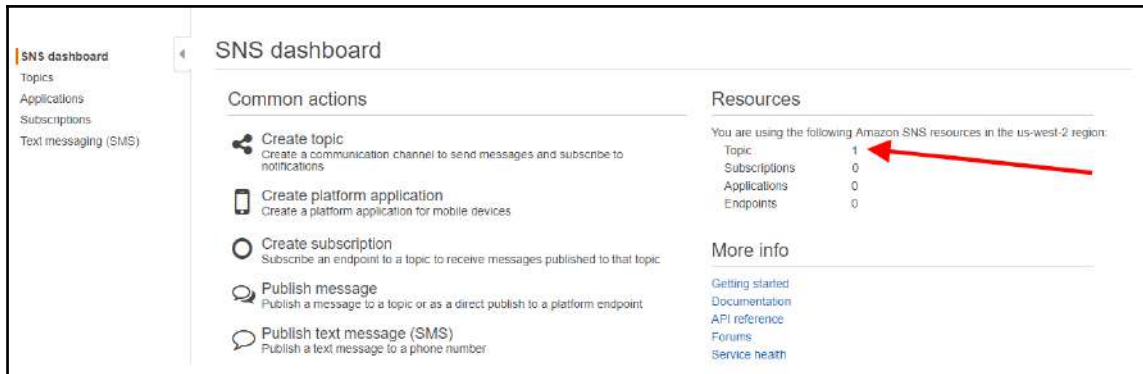 SNS dashboard
Topics
Applications
Subscriptions
Text messaging (SMS)
SNS dashboard
Common actions
Create topic
Create a communication channel to send messages and subscribe to
notifications
Create platform application
Create a platform application for mobile devices
Create subscription
Subscribe an endpoint to a topic to receive messages published to that topic
Publish message
Publish a message to a topic or as a direct publish to a platform endpoint
Publish text message (SMS)
Publish a text message to a phone number
Resources
You are using the following Amazon SNS resources in the us-west-2 region:
Topic 1
Subscriptions 0
Applications 0
Endpoints 0
More info
Getting started
Documentation
API reference
Forums
Service health